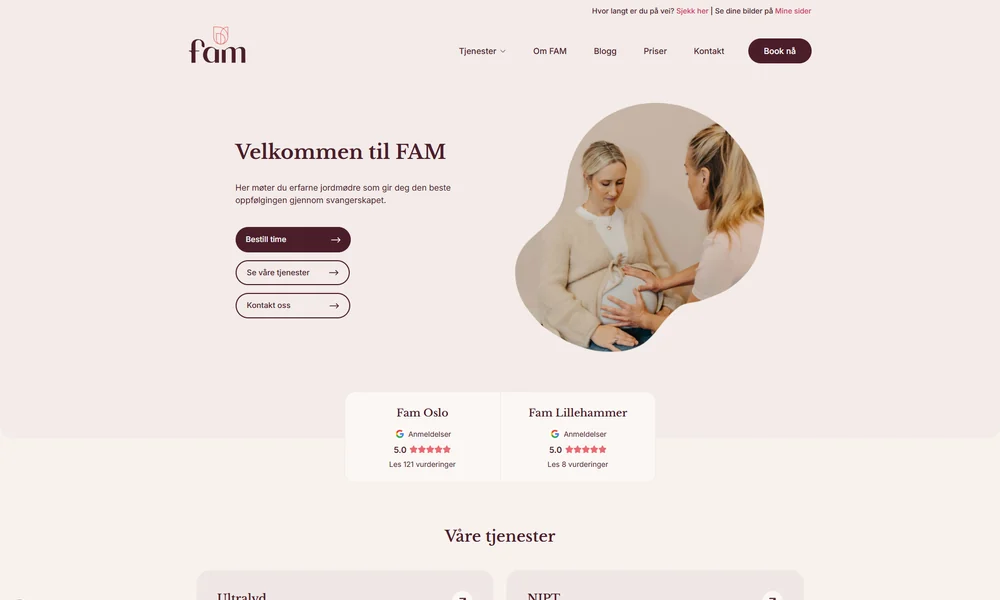 Hvor langt er du på vei? Sjekk her | Se dine bilder på Mine sider
fam
Tjenester
Om FAM
Blogg
Priser
Kontakt
Book nå
Velkommen til FAM
Her møter du erfarne jordmødre som gir deg den beste
oppfølgingen gjennom svangerskapet.
Bestill time
Se våre tjenester
Kontakt oss
Fam Oslo
Anmeldelser
5.0
Les 121 vurderinger
Fam Lillehammer
Anmeldelser
5.0
Les 8 vurderinger
Våre tjenester
Ultralyd
NIPT